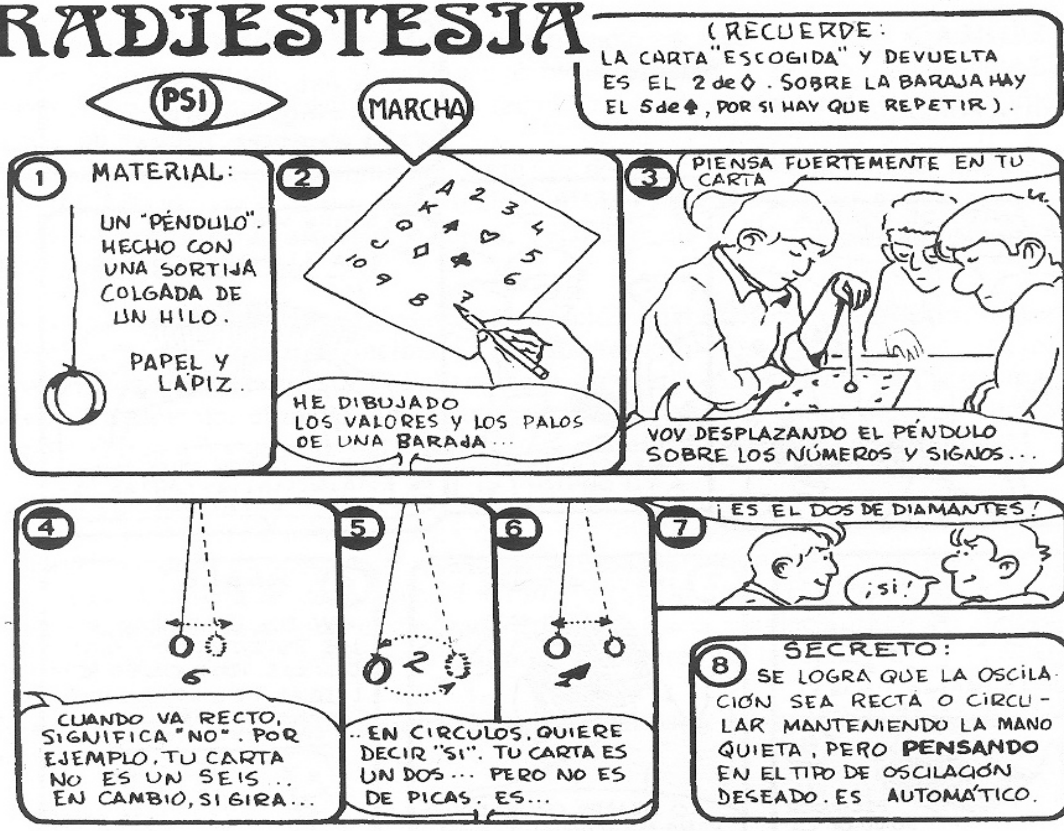 RADIESTESIA
(RECUERDE:
LA CARTA "ESCOGIDA" Y DEVUELTA
ES EL 2 de ◊. SOBRE LA BARAJA HAY
EL 5 de ♠, POR SI HAY QUE REPETIR).
PSI
MARCHA
1
MATERIAL:
UN "PÉNDULO".
HECHO CON
UNA SORTIJA
COLGADA DE
UN HILO.
PAPEL Y
LÁPIZ.
2
A 2 3 4 5 6 7 8 9 10 J Q K
♠ ♡ ♣ ◊
HE DIBUJADO
LOS VALORES Y LOS PALOS
DE UNA BARAJA...
3
PIENSA FUERTEMENTE EN TU
CARTA
VOY DESPLAZANDO EL PÉNDULO
SOBRE LOS NÚMEROS Y SIGNOS...
4
6
CUANDO VA RECTO,
SIGNIFICA "NO". POR
EJEMPLO, TU CARTA
NO ES UN SEIS...
EN CAMBIO, SI GIRA...
5
2
6
♠
..EN CIRCULOS, QUIERE
DECIR "SI". TU CARTA ES
UN DOS... PERO NO ES
DE PICAS. ES...
7
¡ES EL DOS DE DIAMANTES!
¡SI!
8
SECRETO:
SE LOGRA QUE LA OSCILA-
CIÓN SEA RECTA O CIRCU-
LAR MANTENIENDO LA MANO
QUIETA, PERO PENSANDO
EN EL TIPO DE OSCILACIÓN
DESEADO. ES AUTOMÁTICO.